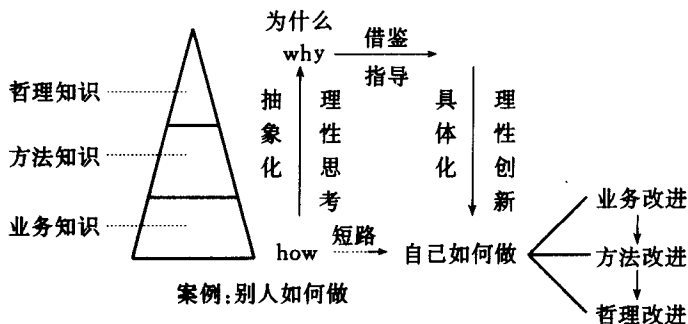 为什么
why
借鉴
指导
哲理知识
方法知识
业务知识
抽象化
理性思考
具体化
理性创新
how
短路
自己如何做
业务改进
方法改进
哲理改进
案例:别人如何做